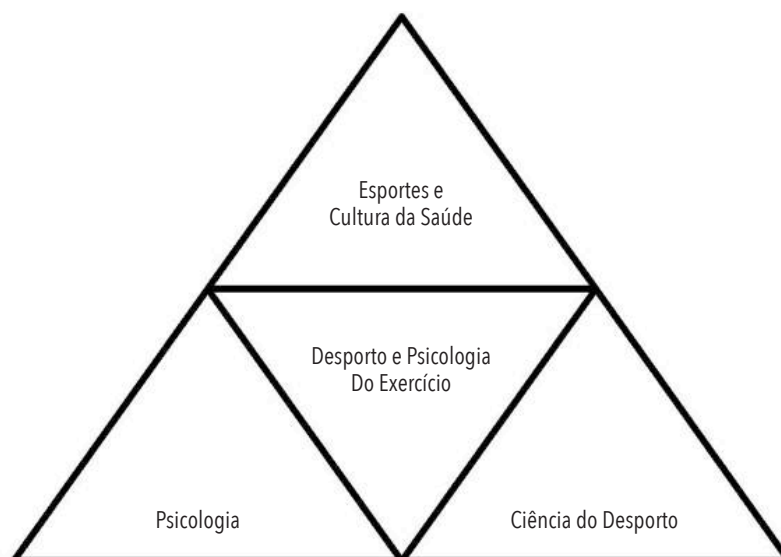 Esportes e
Cultura da Saúde
Desporto e Psicologia
Do Exercício
Psicologia
Ciência do Desporto